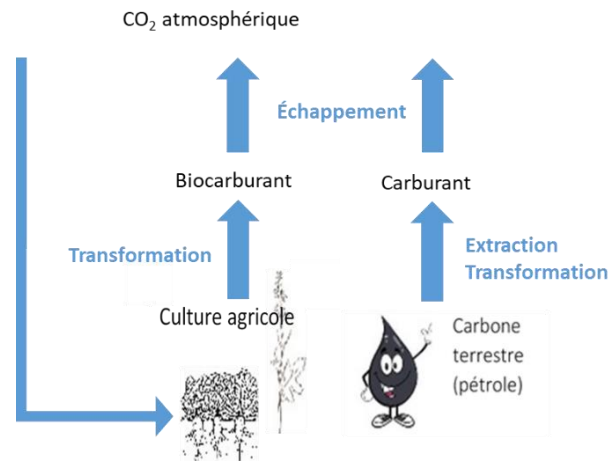 CO₂ atmosphérique
Échappement
Biocarburant
Carburant
Transformation
Extraction
Transformation
Culture agricole
Carbone
terrestre
(pétrole)